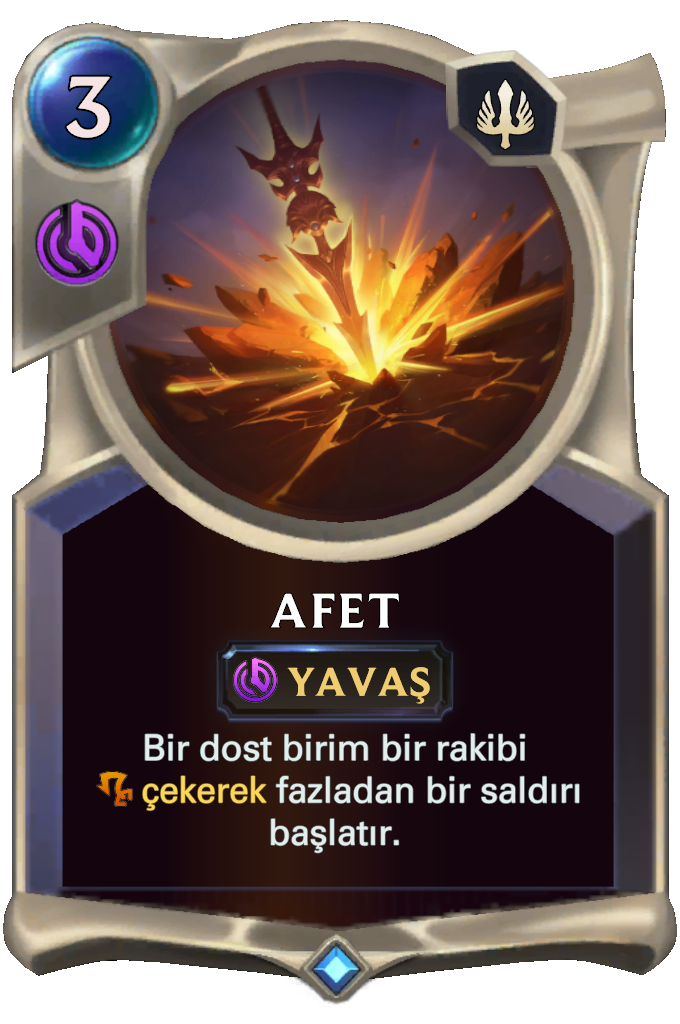 3
AFET
YAVAŞ
Bir dost birim bir rakibi
çekerek fazladan bir saldırı
başlatır.